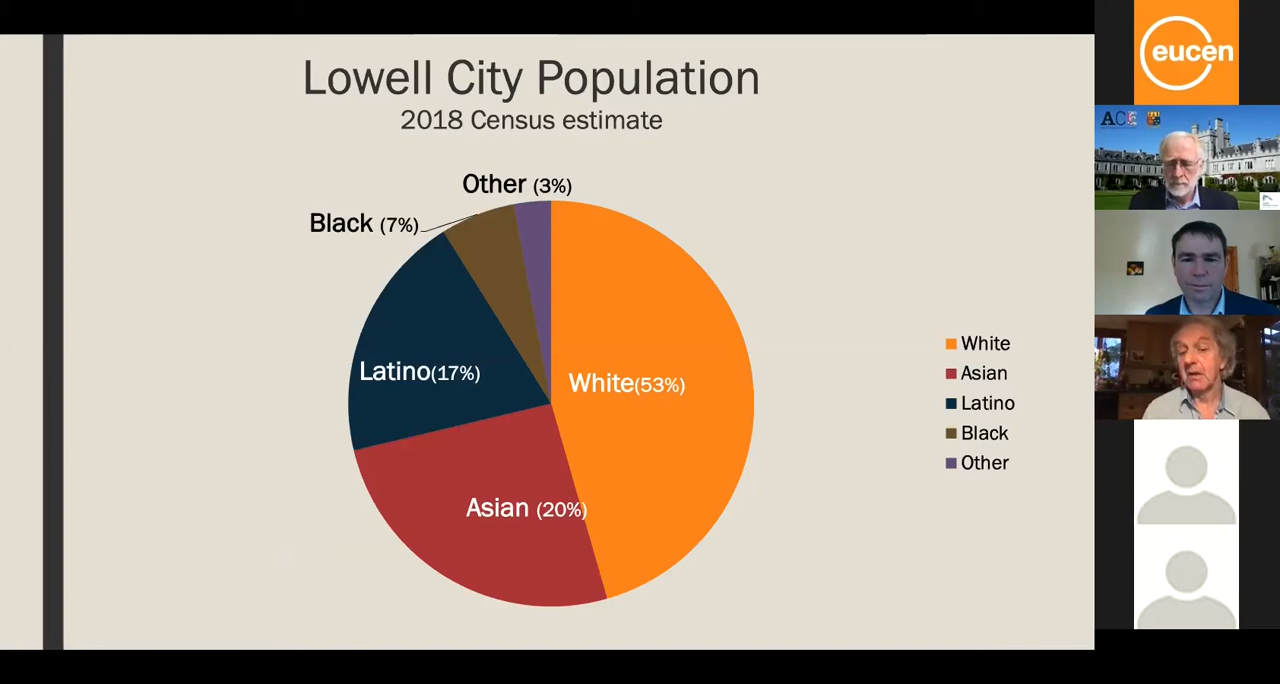 Lowell City Population
2018 Census estimate
Other (3%)
Black (7%)
Latino(17%)
White(53%)
Asian (20%)
White
Asian
Latino
Black
Other
eucen
ACE